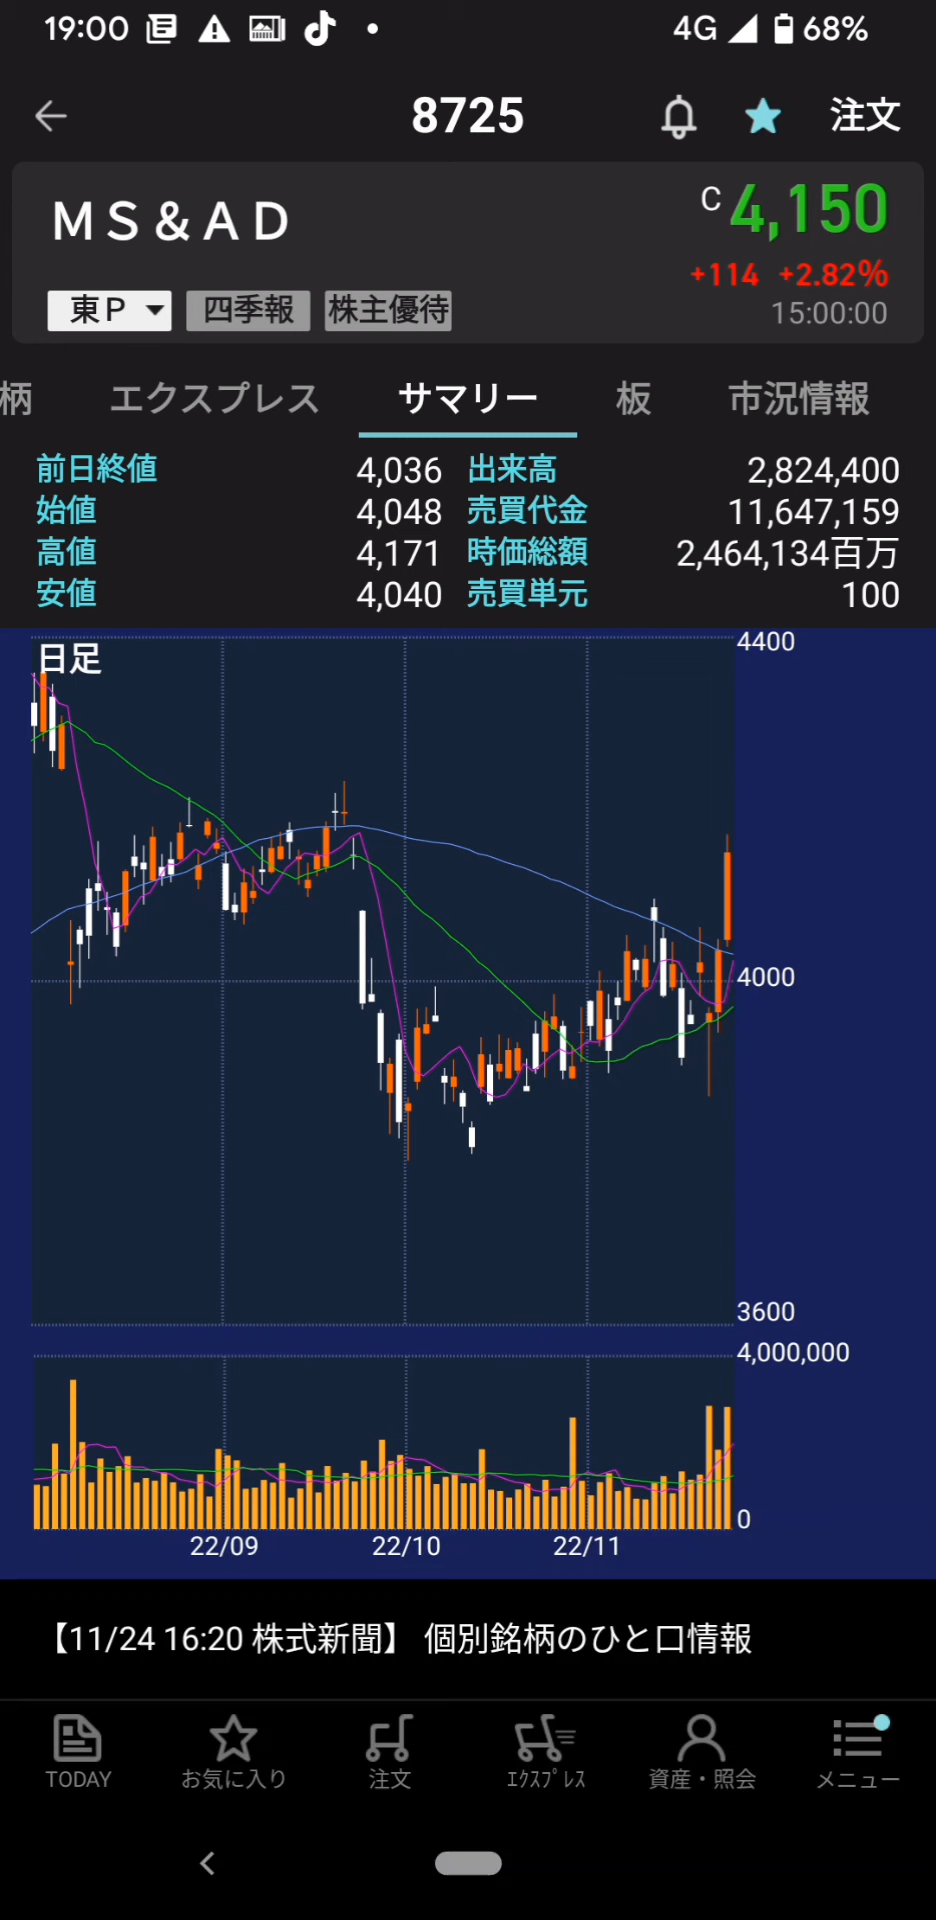 19:00 4G 68%
8725 注文
MS&AD
C 4,150
+114 +2.82%
東P 四季報 株主優待 15:00:00
柄 エクスプレス サマリー 板 市況情報
前日終値 4,036 出来高 2,824,400
始値 4,048 売買代金 11,647,159
高値 4,171 時価総額 2,464,134百万
安値 4,040 売買単元 100
日足
4400
4000
3600
4,000,000
0
22/09 22/10 22/11
【11/24 16:20 株式新聞】 個別銘柄のひと口情報
TODAY お気に入り 注文 ｴｸｽﾌﾟﾚｽ 資産・照会 メニュー